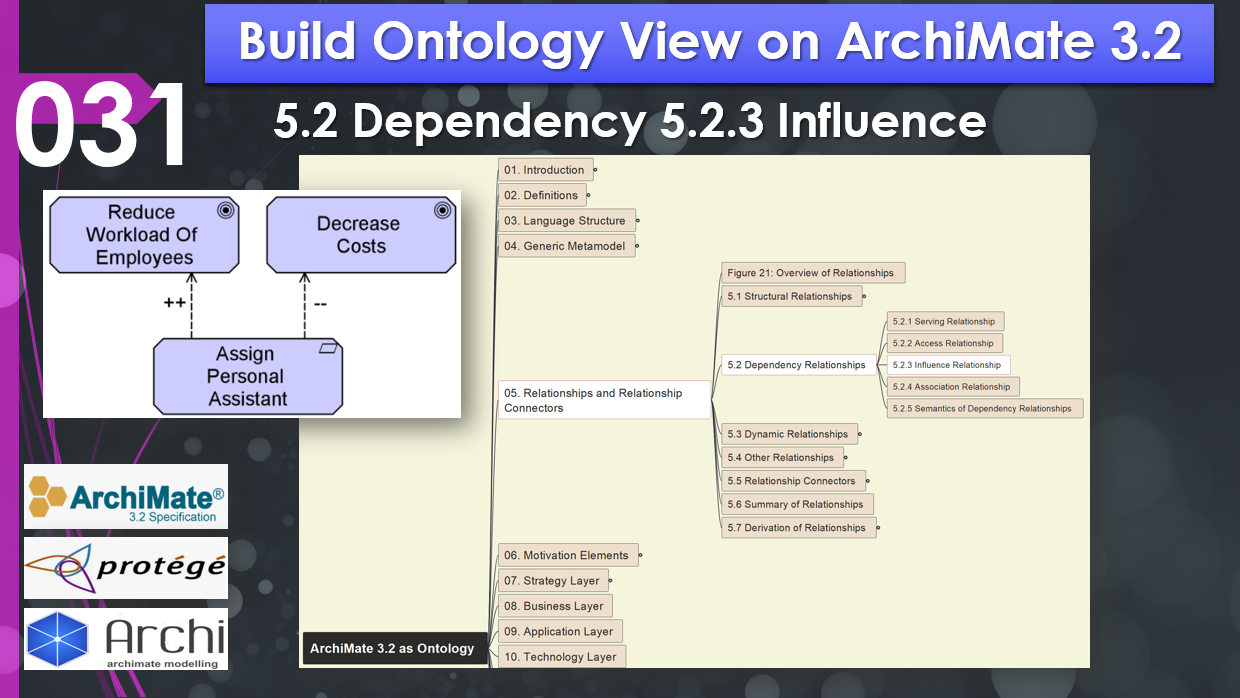 Build Ontology View on ArchiMate 3.2
031
5.2 Dependency 5.2.3 Influence
Reduce
Workload Of
Employees
Decrease
Costs
++
--
Assign
Personal
Assistant
ArchiMate®
3.2 Specification
protégé
Archi
archimate modelling
ArchiMate 3.2 as Ontology
01. Introduction
02. Definitions
03. Language Structure
04. Generic Metamodel
05. Relationships and Relationship
Connectors
Figure 21: Overview of Relationships
5.1 Structural Relationships
5.2 Dependency Relationships
5.2.1 Serving Relationship
5.2.2 Access Relationship
5.2.3 Influence Relationship
5.2.4 Association Relationship
5.2.5 Semantics of Dependency Relationships
5.3 Dynamic Relationships
5.4 Other Relationships
5.5 Relationship Connectors
5.6 Summary of Relationships
5.7 Derivation of Relationships
06. Motivation Elements
07. Strategy Layer
08. Business Layer
09. Application Layer
10. Technology Layer